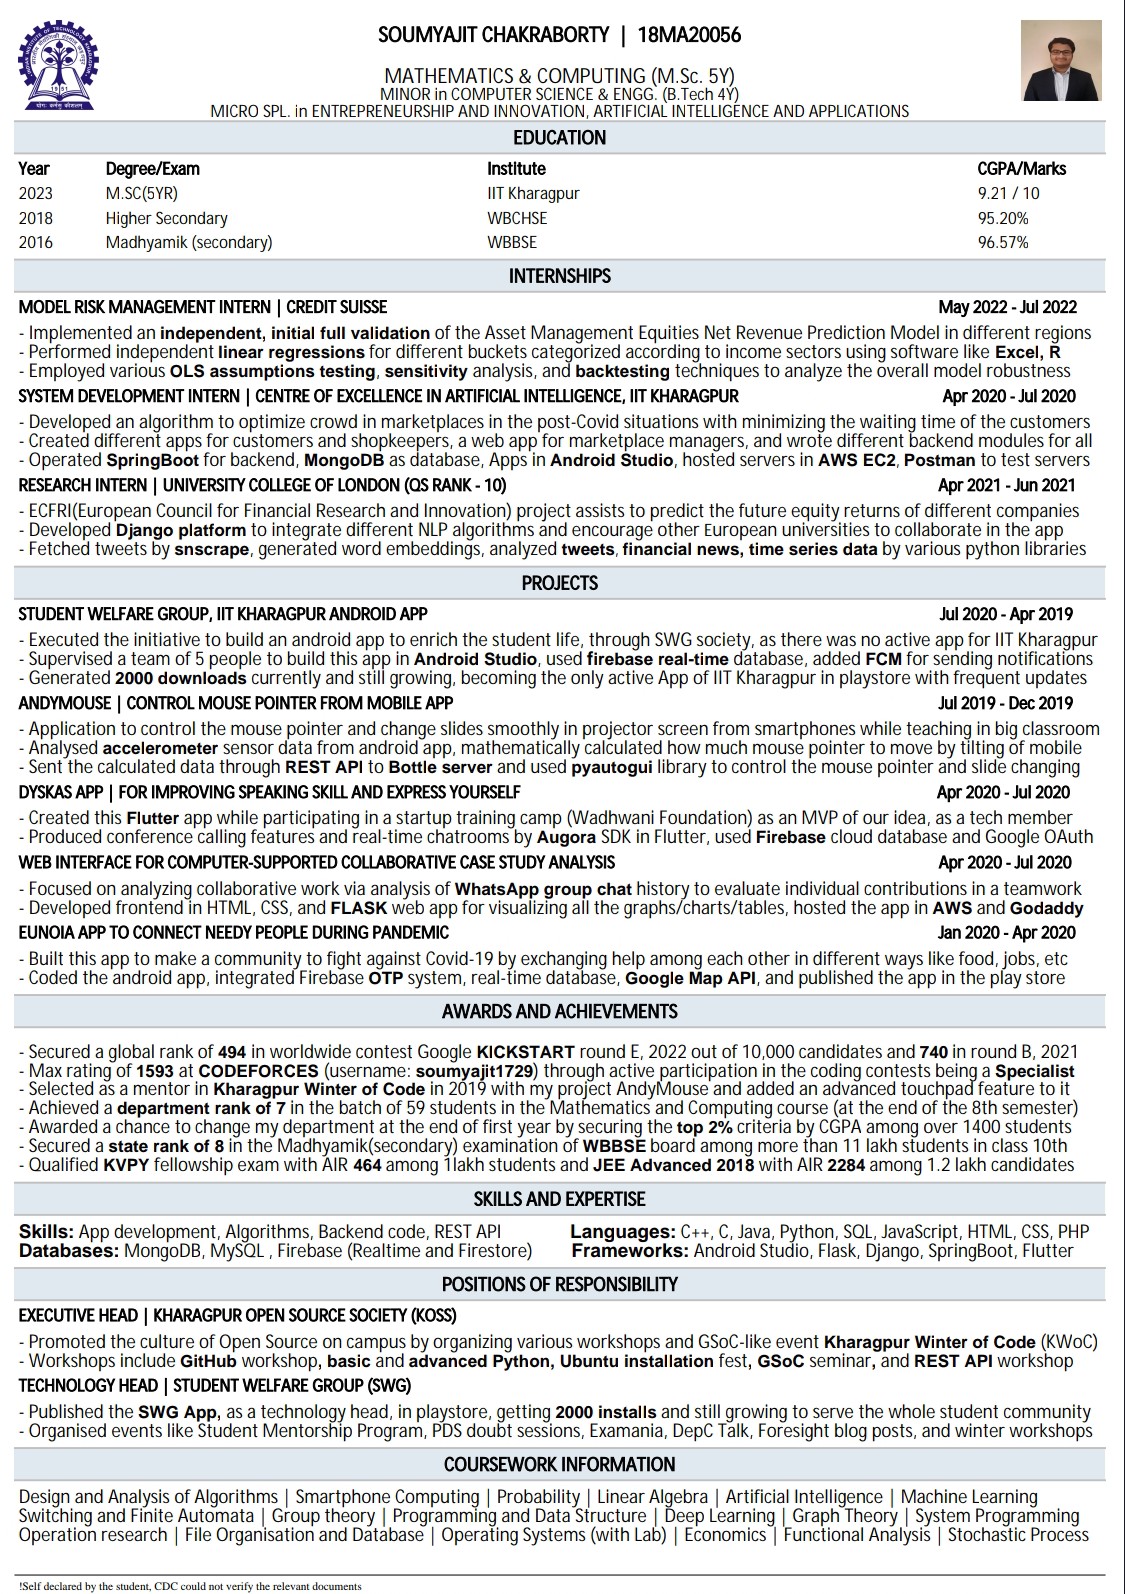 SOUMYAJIT CHAKRABORTY | 18MA20056
MATHEMATICS & COMPUTING (M.Sc. 5Y)
MINOR in COMPUTER SCIENCE & ENGG. (B.Tech 4Y)
MICRO SPL. in ENTREPRENEURSHIP AND INNOVATION, ARTIFICIAL INTELLIGENCE AND APPLICATIONS
1951
EDUCATION
Year Degree/Exam Institute CGPA/Marks
2023 M.SC(5YR) IIT Kharagpur 9.21 / 10
2018 Higher Secondary WBCHSE 95.20%
2016 Madhyamik (secondary) WBBSE 96.57%
INTERNSHIPS
MODEL RISK MANAGEMENT INTERN | CREDIT SUISSE May 2022 - Jul 2022
- Implemented an independent, initial full validation of the Asset Management Equities Net Revenue Prediction Model in different regions
- Performed independent linear regressions for different buckets categorized according to income sectors using software like Excel, R
- Employed various OLS assumptions testing, sensitivity analysis, and backtesting techniques to analyze the overall model robustness
SYSTEM DEVELOPMENT INTERN | CENTRE OF EXCELLENCE IN ARTIFICIAL INTELLIGENCE, IIT KHARAGPUR Apr 2020 - Jul 2020
- Developed an algorithm to optimize crowd in marketplaces in the post-Covid situations with minimizing the waiting time of the customers
- Created different apps for customers and shopkeepers, a web app for marketplace managers, and wrote different backend modules for all
- Operated SpringBoot for backend, MongoDB as database, Apps in Android Studio, hosted servers in AWS EC2, Postman to test servers
RESEARCH INTERN | UNIVERSITY COLLEGE OF LONDON (QS RANK - 10) Apr 2021 - Jun 2021
- ECFRI(European Council for Financial Research and Innovation) project assists to predict the future equity returns of different companies
- Developed Django platform to integrate different NLP algorithms and encourage other European universities to collaborate in the app
- Fetched tweets by snscrape, generated word embeddings, analyzed tweets, financial news, time series data by various python libraries
PROJECTS
STUDENT WELFARE GROUP, IIT KHARAGPUR ANDROID APP Jul 2020 - Apr 2019
- Executed the initiative to build an android app to enrich the student life, through SWG society, as there was no active app for IIT Kharagpur
- Supervised a team of 5 people to build this app in Android Studio, used firebase real-time database, added FCM for sending notifications
- Generated 2000 downloads currently and still growing, becoming the only active App of IIT Kharagpur in playstore with frequent updates
ANDYMOUSE | CONTROL MOUSE POINTER FROM MOBILE APP Jul 2019 - Dec 2019
- Application to control the mouse pointer and change slides smoothly in projector screen from smartphones while teaching in big classroom
- Analysed accelerometer sensor data from android app, mathematically calculated how much mouse pointer to move by tilting of mobile
- Sent the calculated data through REST API to Bottle server and used pyautogui library to control the mouse pointer and slide changing
DYSKAS APP | FOR IMPROVING SPEAKING SKILL AND EXPRESS YOURSELF Apr 2020 - Jul 2020
- Created this Flutter app while participating in a startup training camp (Wadhwani Foundation) as an MVP of our idea, as a tech member
- Produced conference calling features and real-time chatrooms by Augora SDK in Flutter, used Firebase cloud database and Google OAuth
WEB INTERFACE FOR COMPUTER-SUPPORTED COLLABORATIVE CASE STUDY ANALYSIS Apr 2020 - Jul 2020
- Focused on analyzing collaborative work via analysis of WhatsApp group chat history to evaluate individual contributions in a teamwork
- Developed frontend in HTML, CSS, and FLASK web app for visualizing all the graphs/charts/tables, hosted the app in AWS and Godaddy
EUNOIA APP TO CONNECT NEEDY PEOPLE DURING PANDEMIC Jan 2020 - Apr 2020
- Built this app to make a community to fight against Covid-19 by exchanging help among each other in different ways like food, jobs, etc
- Coded the android app, integrated Firebase OTP system, real-time database, Google Map API, and published the app in the play store
AWARDS AND ACHIEVEMENTS
- Secured a global rank of 494 in worldwide contest Google KICKSTART round E, 2022 out of 10,000 candidates and 740 in round B, 2021
- Max rating of 1593 at CODEFORCES (username: soumyajit1729) through active participation in the coding contests being a Specialist
- Selected as a mentor in Kharagpur Winter of Code in 2019 with my project AndyMouse and added an advanced touchpad feature to it
- Achieved a department rank of 7 in the batch of 59 students in the Mathematics and Computing course (at the end of the 8th semester)
- Awarded a chance to change my department at the end of first year by securing the top 2% criteria by CGPA among over 1400 students
- Secured a state rank of 8 in the Madhyamik(secondary) examination of WBBSE board among more than 11 lakh students in class 10th
- Qualified KVPY fellowship exam with AIR 464 among 1lakh students and JEE Advanced 2018 with AIR 2284 among 1.2 lakh candidates
SKILLS AND EXPERTISE
Skills: App development, Algorithms, Backend code, REST API Languages: C++, C, Java, Python, SQL, JavaScript, HTML, CSS, PHP
Databases: MongoDB, MySQL , Firebase (Realtime and Firestore) Frameworks: Android Studio, Flask, Django, SpringBoot, Flutter
POSITIONS OF RESPONSIBILITY
EXECUTIVE HEAD | KHARAGPUR OPEN SOURCE SOCIETY (KOSS)
- Promoted the culture of Open Source on campus by organizing various workshops and GSoC-like event Kharagpur Winter of Code (KWoC)
- Workshops include GitHub workshop, basic and advanced Python, Ubuntu installation fest, GSoC seminar, and REST API workshop
TECHNOLOGY HEAD | STUDENT WELFARE GROUP (SWG)
- Published the SWG App, as a technology head, in playstore, getting 2000 installs and still growing to serve the whole student community
- Organised events like Student Mentorship Program, PDS doubt sessions, Examania, DepC Talk, Foresight blog posts, and winter workshops
COURSEWORK INFORMATION
Design and Analysis of Algorithms | Smartphone Computing | Probability | Linear Algebra | Artificial Intelligence | Machine Learning
Switching and Finite Automata | Group theory | Programming and Data Structure | Deep Learning | Graph Theory | System Programming
Operation research | File Organisation and Database | Operating Systems (with Lab) | Economics | Functional Analysis | Stochastic Process
!Self declared by the student, CDC could not verify the relevant documents